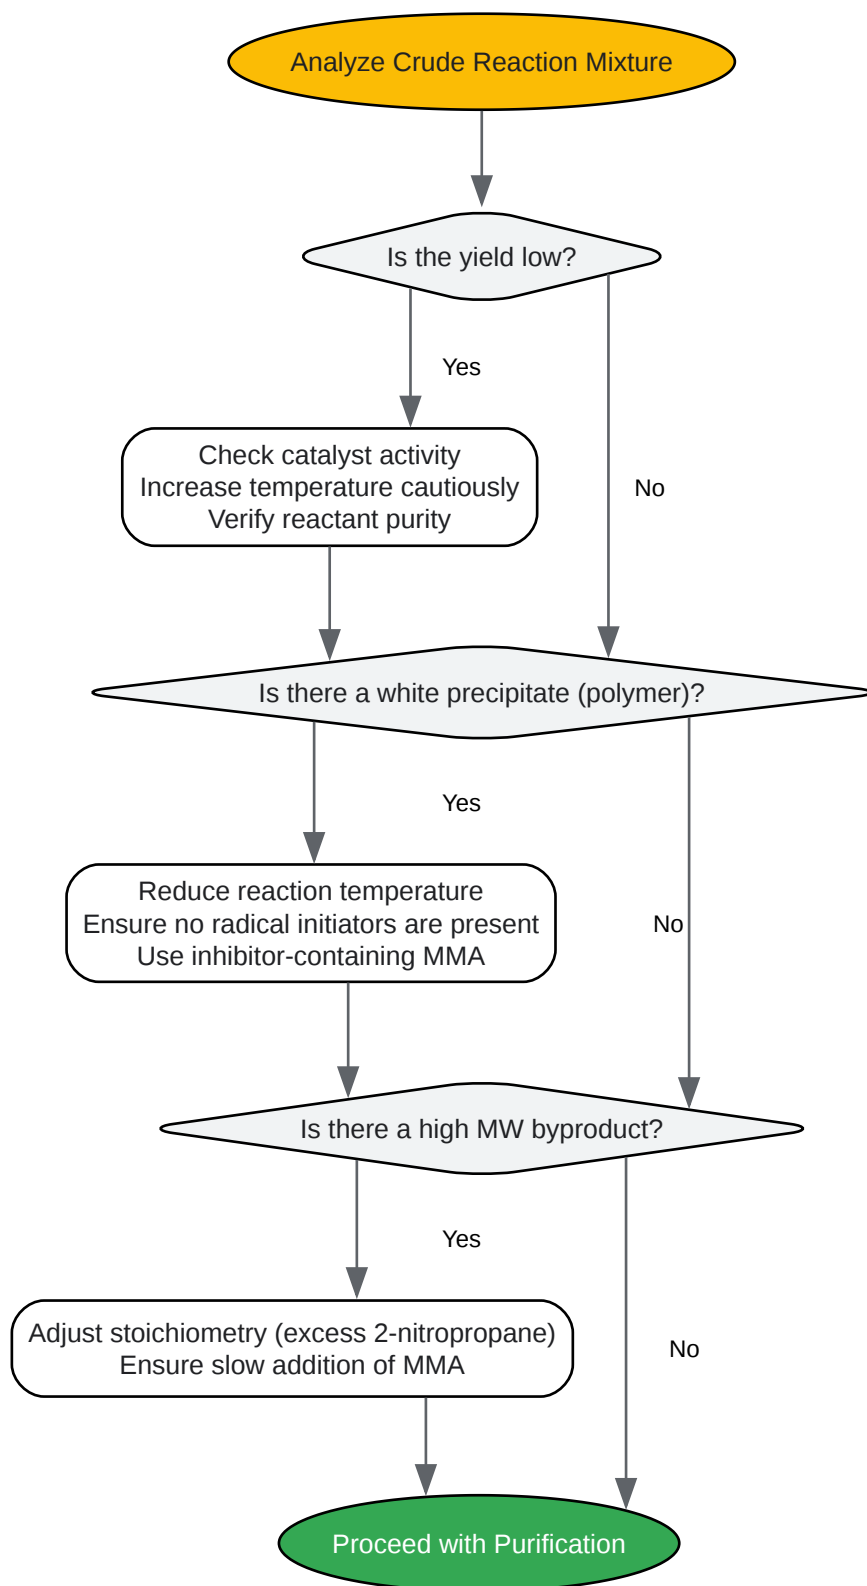 Analyze Crude Reaction Mixture
Is the yield low?
Yes
Check catalyst activity
Increase temperature cautiously
Verify reactant purity
No
Is there a white precipitate (polymer)?
Yes
Reduce reaction temperature
Ensure no radical initiators are present
Use inhibitor-containing MMA
No
Is there a high MW byproduct?
Yes
Adjust stoichiometry (excess 2-nitropropane)
Ensure slow addition of MMA
No
Proceed with Purification